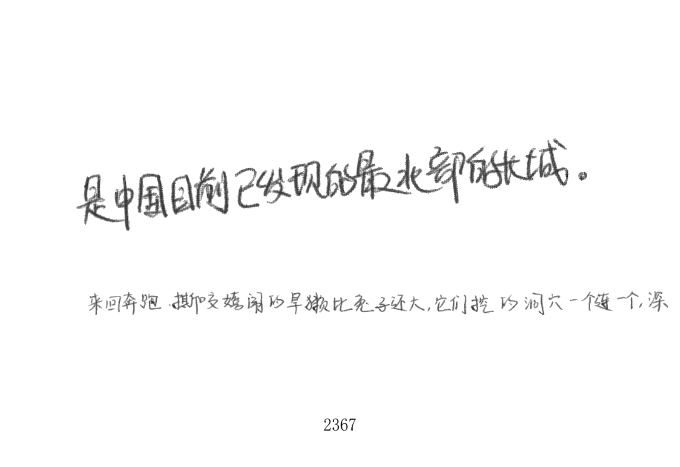 是中国目前已发现的最北部的长城。
来回奔跑、撕咬嬉闹的旱獭比兔子还大，它们挖的洞穴一个连一个，深
2367